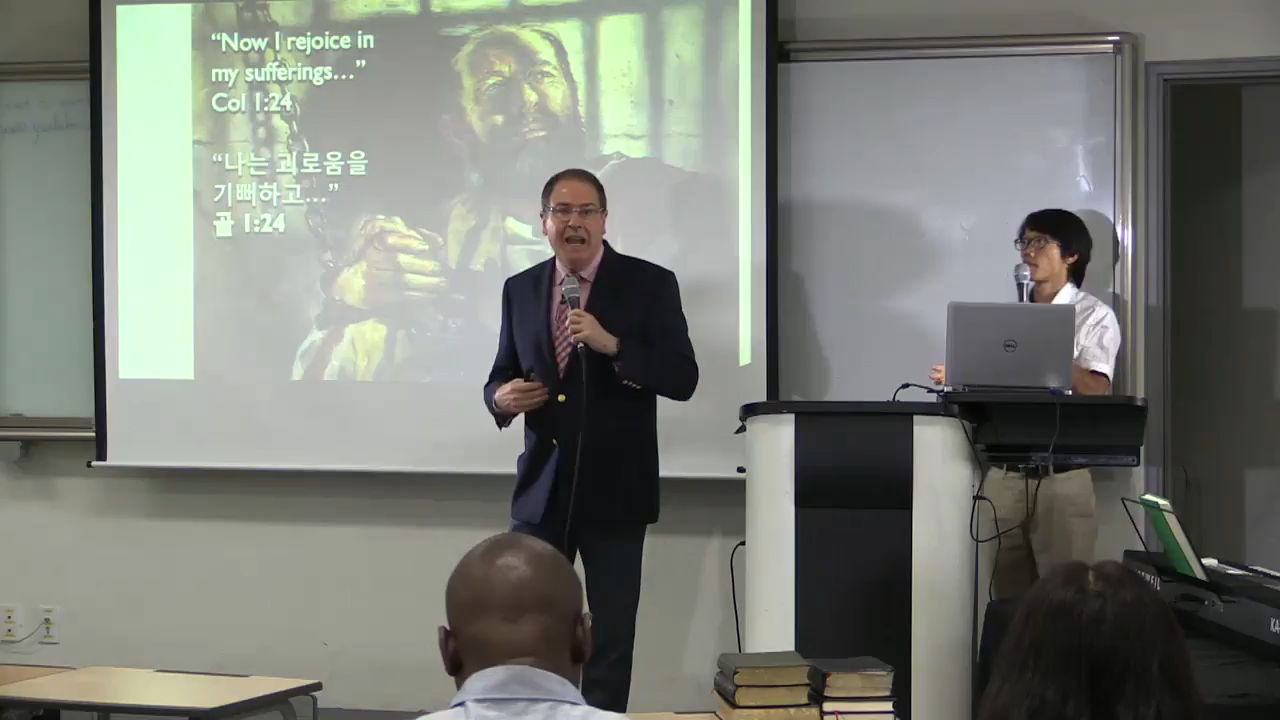 “Now I rejoice in
my sufferings...”
Col 1:24
“나는 괴로움을
기뻐하고...”
골 1:24
DELL